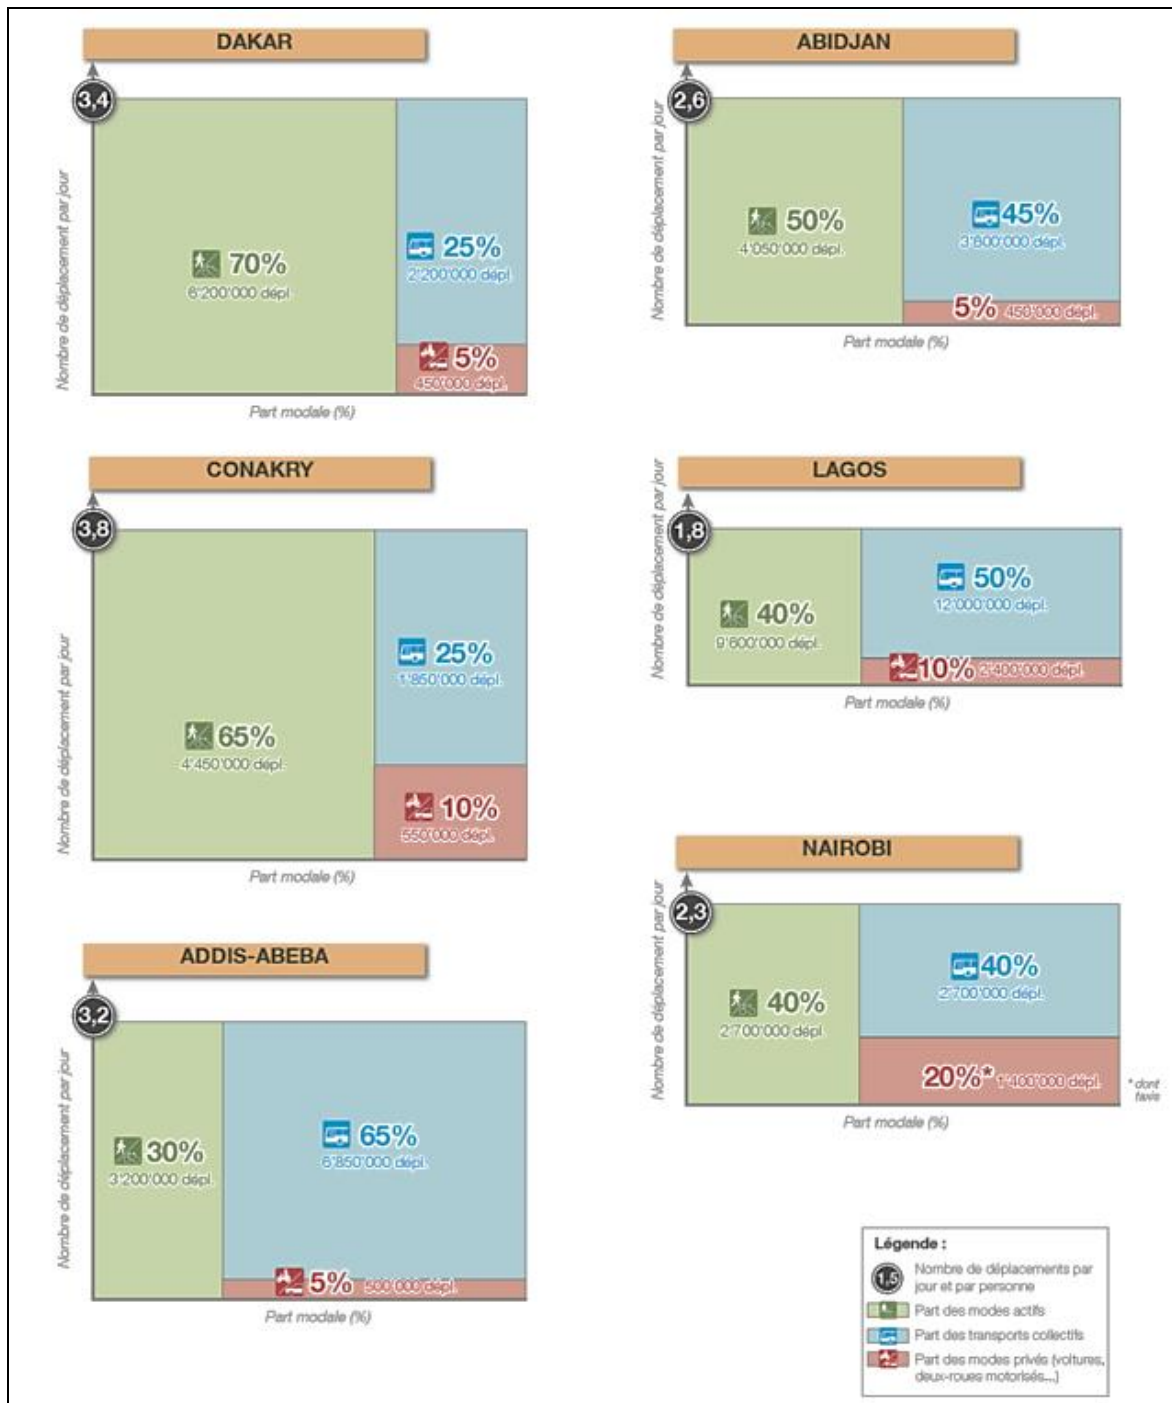 DAKAR
3,4
Nombre de déplacement par jour
70%
6'200'000 dépl.
25%
2'200'000 dépl.
5%
450'000 dépl.
Part modale (%)
ABIDJAN
2,6
Nombre de déplacement par jour
50%
4'050'000 dépl.
45%
3'600'000 dépl.
5% 450'000 dépl.
Part modale (%)
CONAKRY
3,8
Nombre de déplacement par jour
65%
4'450'000 dépl.
25%
1'850'000 dépl.
10%
550'000 dépl.
Part modale (%)
LAGOS
1,8
Nombre de déplacement par jour
40%
9'600'000 dépl.
50%
12'000'000 dépl.
10% 2'400'000 dépl.
Part modale (%)
ADDIS-ABEBA
3,2
Nombre de déplacement par jour
30%
3'200'000 dépl.
65%
6'850'000 dépl.
5% 500'000 dépl.
Part modale (%)
NAIROBI
2,3
Nombre de déplacement par jour
40%
2'700'000 dépl.
40%
2'700'000 dépl.
20%* 1'400'000 dépl.
* dont
taxis
Part modale (%)
Légende :
1,5
Nombre de déplacements par
jour et par personne
Part des modes actifs
Part des transports collectifs
Part des modes privés (voitures,
deux-roues motorisés...)